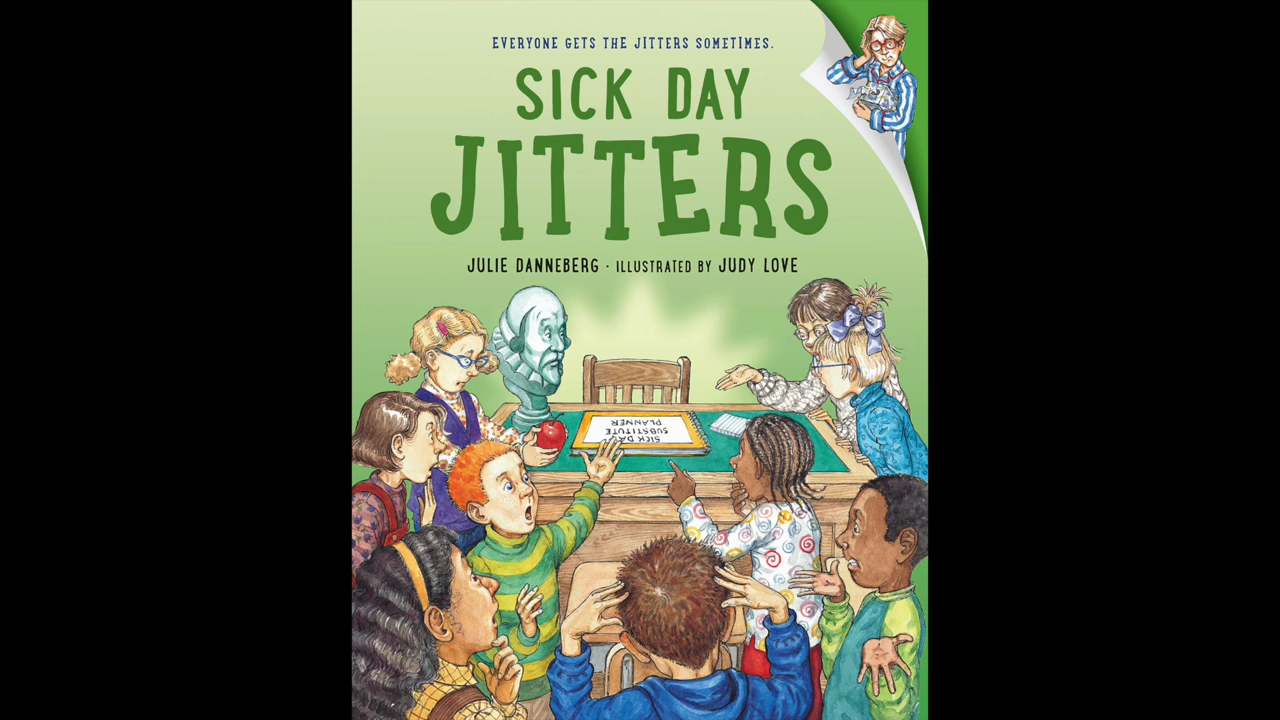 EVERYONE GETS THE JITTERS SOMETIMES.
SICK DAY
JITTERS
JULIE DANNEBERG · ILLUSTRATED BY JUDY LOVE
SICK DAY
SUBSTITUTE
PLANNER